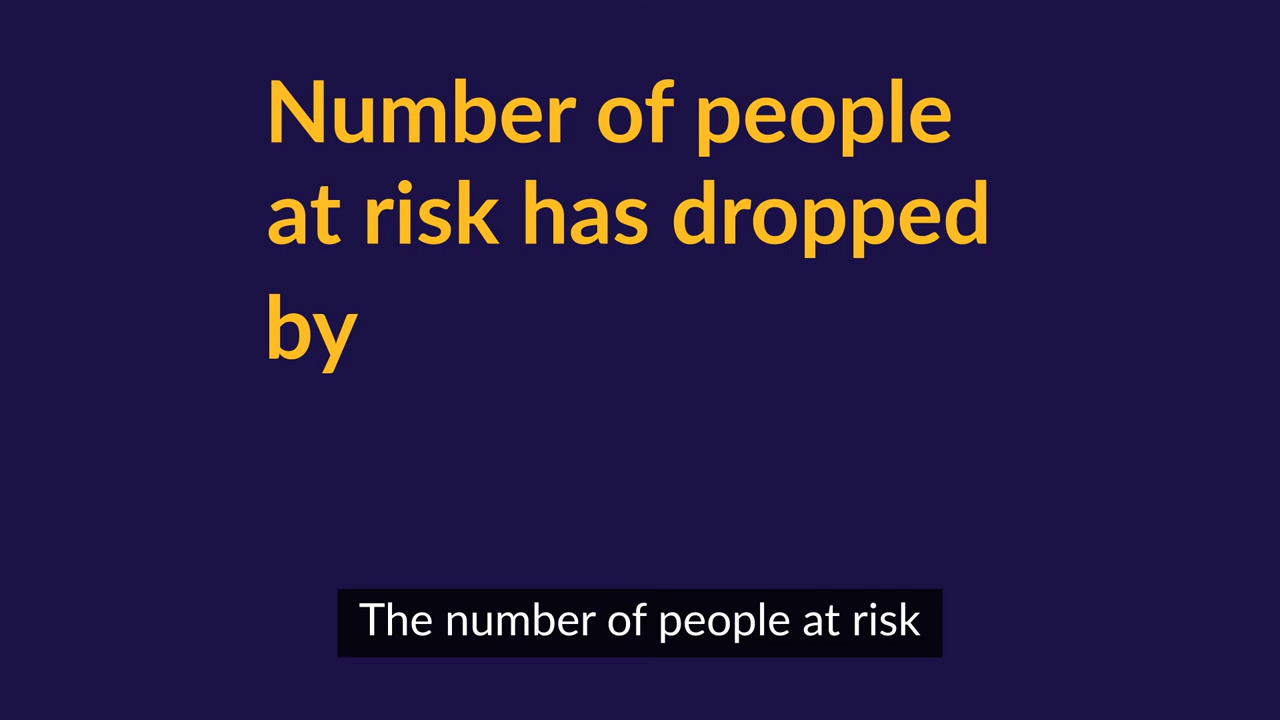 Number of people
at risk has dropped
by
The number of people at risk